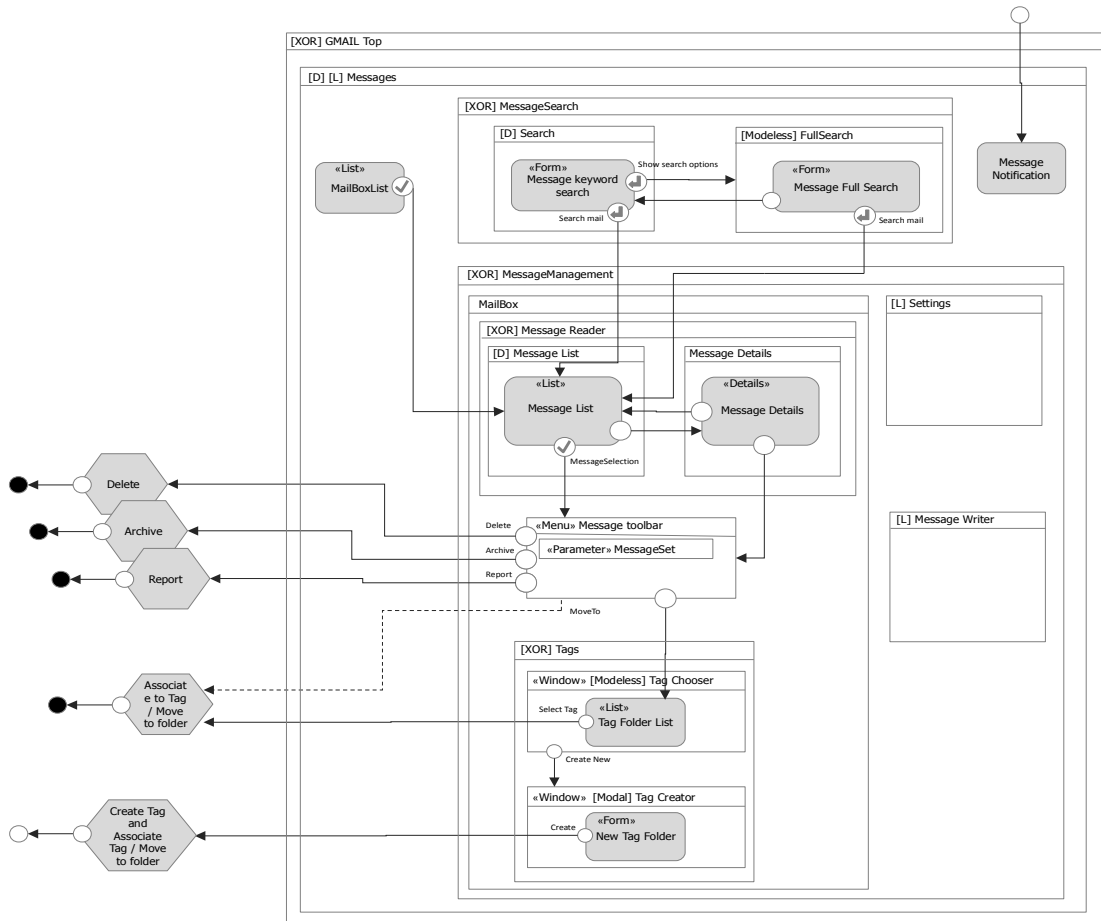 [XOR] GMAIL Top
[D] [L] Messages
[XOR] MessageSearch
[D] Search
[Modeless] FullSearch
«List»
MailBoxList
«Form»
Message keyword
search
Show search options
«Form»
Message Full Search
Search mail
Search mail
Message
Notification
[XOR] MessageManagement
MailBox
[L] Settings
[XOR] Message Reader
[D] Message List
Message Details
«List»
Message List
«Details»
Message Details
MessageSelection
Delete
Archive
Report
Delete
Archive
Report
«Menu» Message toolbar
«Parameter» MessageSet
[L] Message Writer
MoveTo
[XOR] Tags
«Window» [Modeless] Tag Chooser
Associat
e to Tag
/ Move
to folder
Select Tag
«List»
Tag Folder List
Create New
«Window» [Modal] Tag Creator
Create Tag
and
Associate
Tag / Move
to folder
Create
«Form»
New Tag Folder